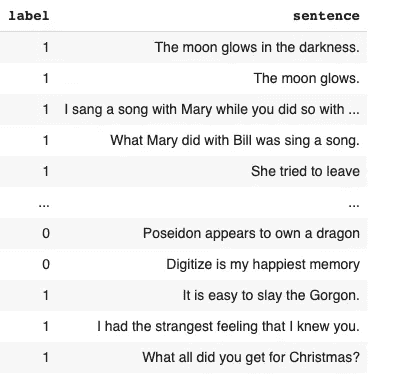 label sentence
1 The moon glows in the darkness.
1 The moon glows.
1 I sang a song with Mary while you did so with ...
1 What Mary did with Bill was sing a song.
1 She tried to leave
... ...
0 Poseidon appears to own a dragon
0 Digitize is my happiest memory
1 It is easy to slay the Gorgon.
1 I had the strangest feeling that I knew you.
1 What all did you get for Christmas?